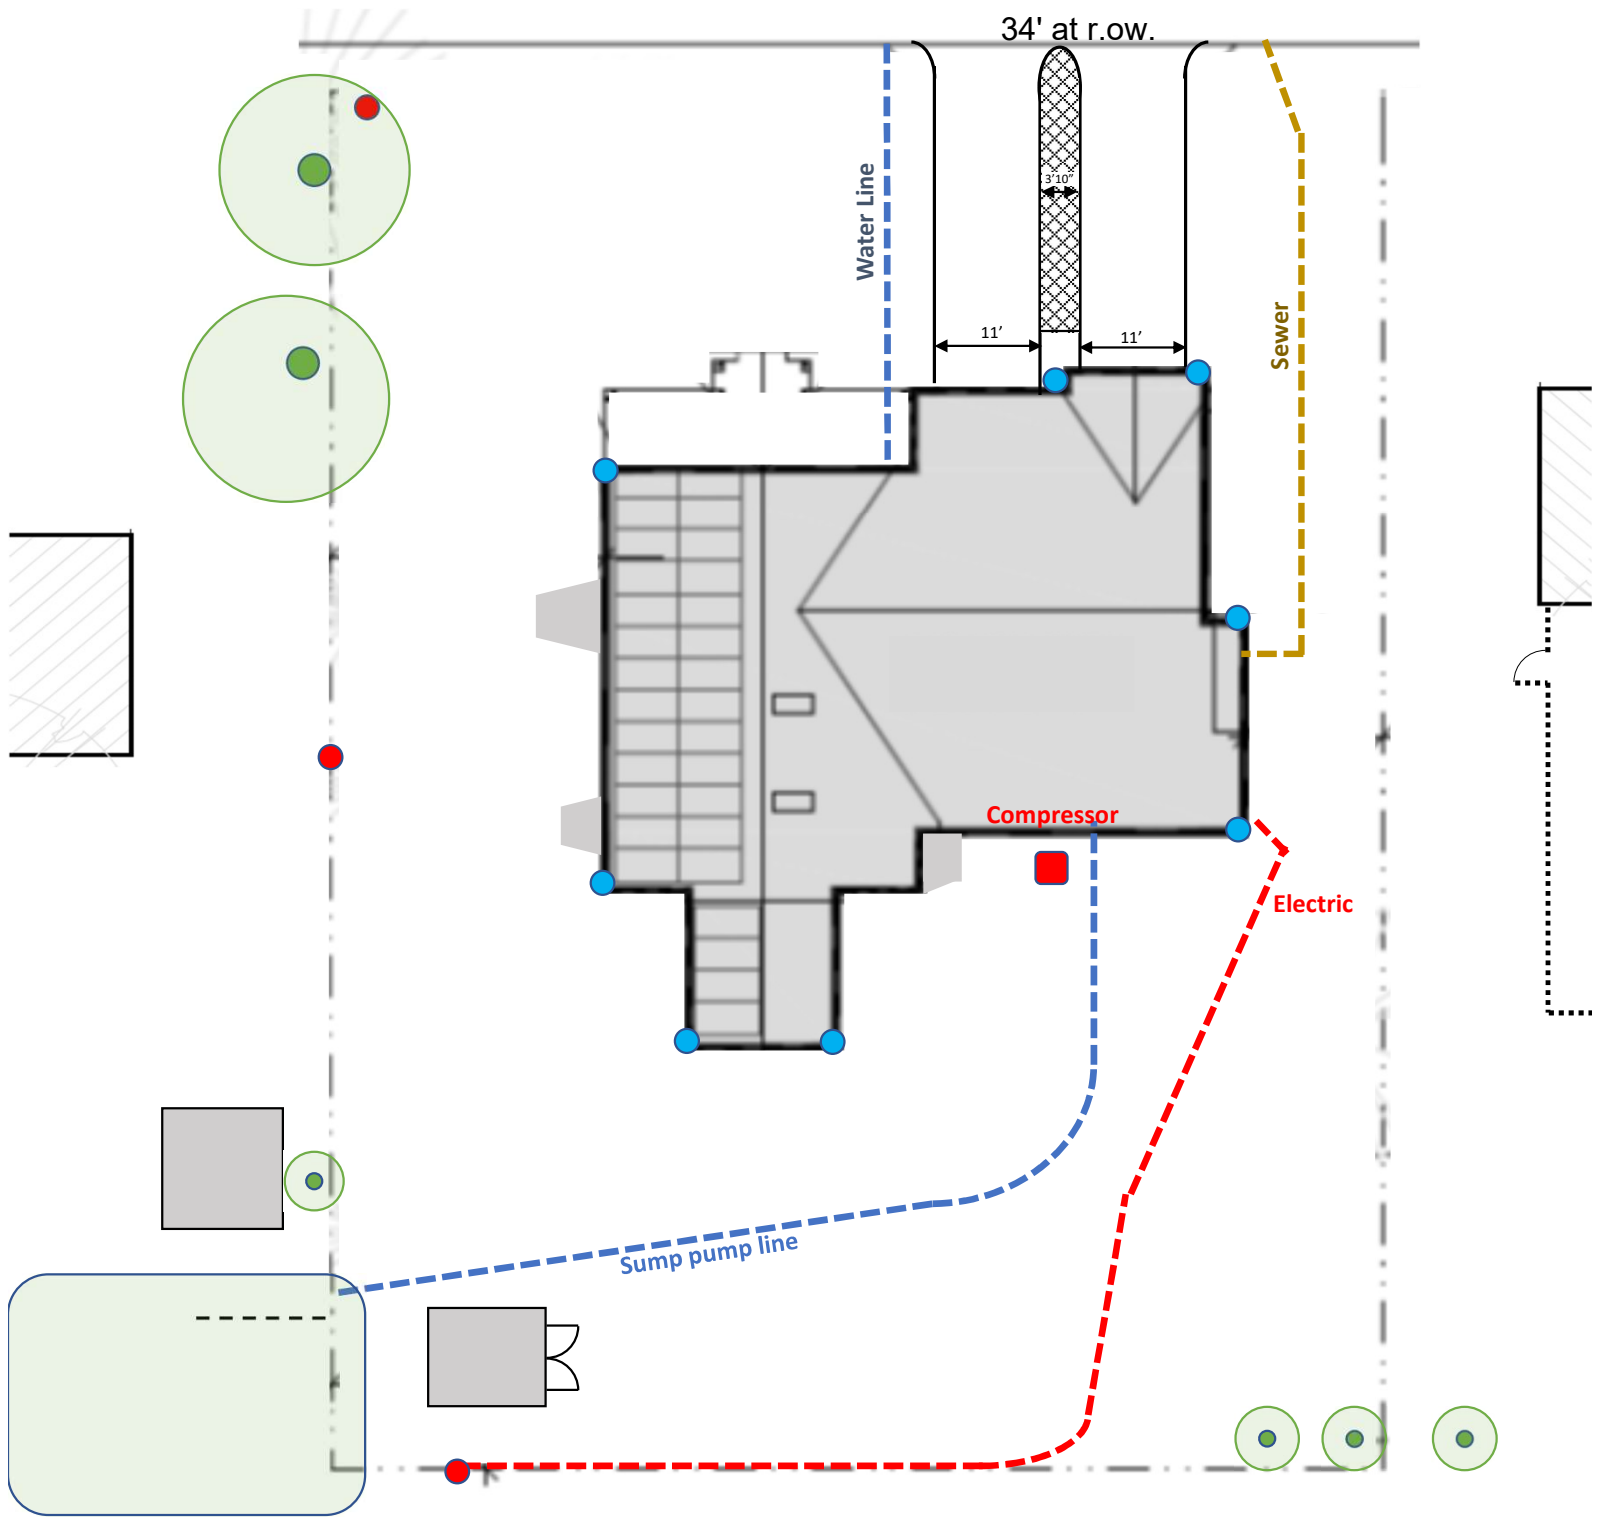 34' at r.ow.
3'10"
Water Line
11’
11’
Sewer
Compressor
Electric
Sump pump line